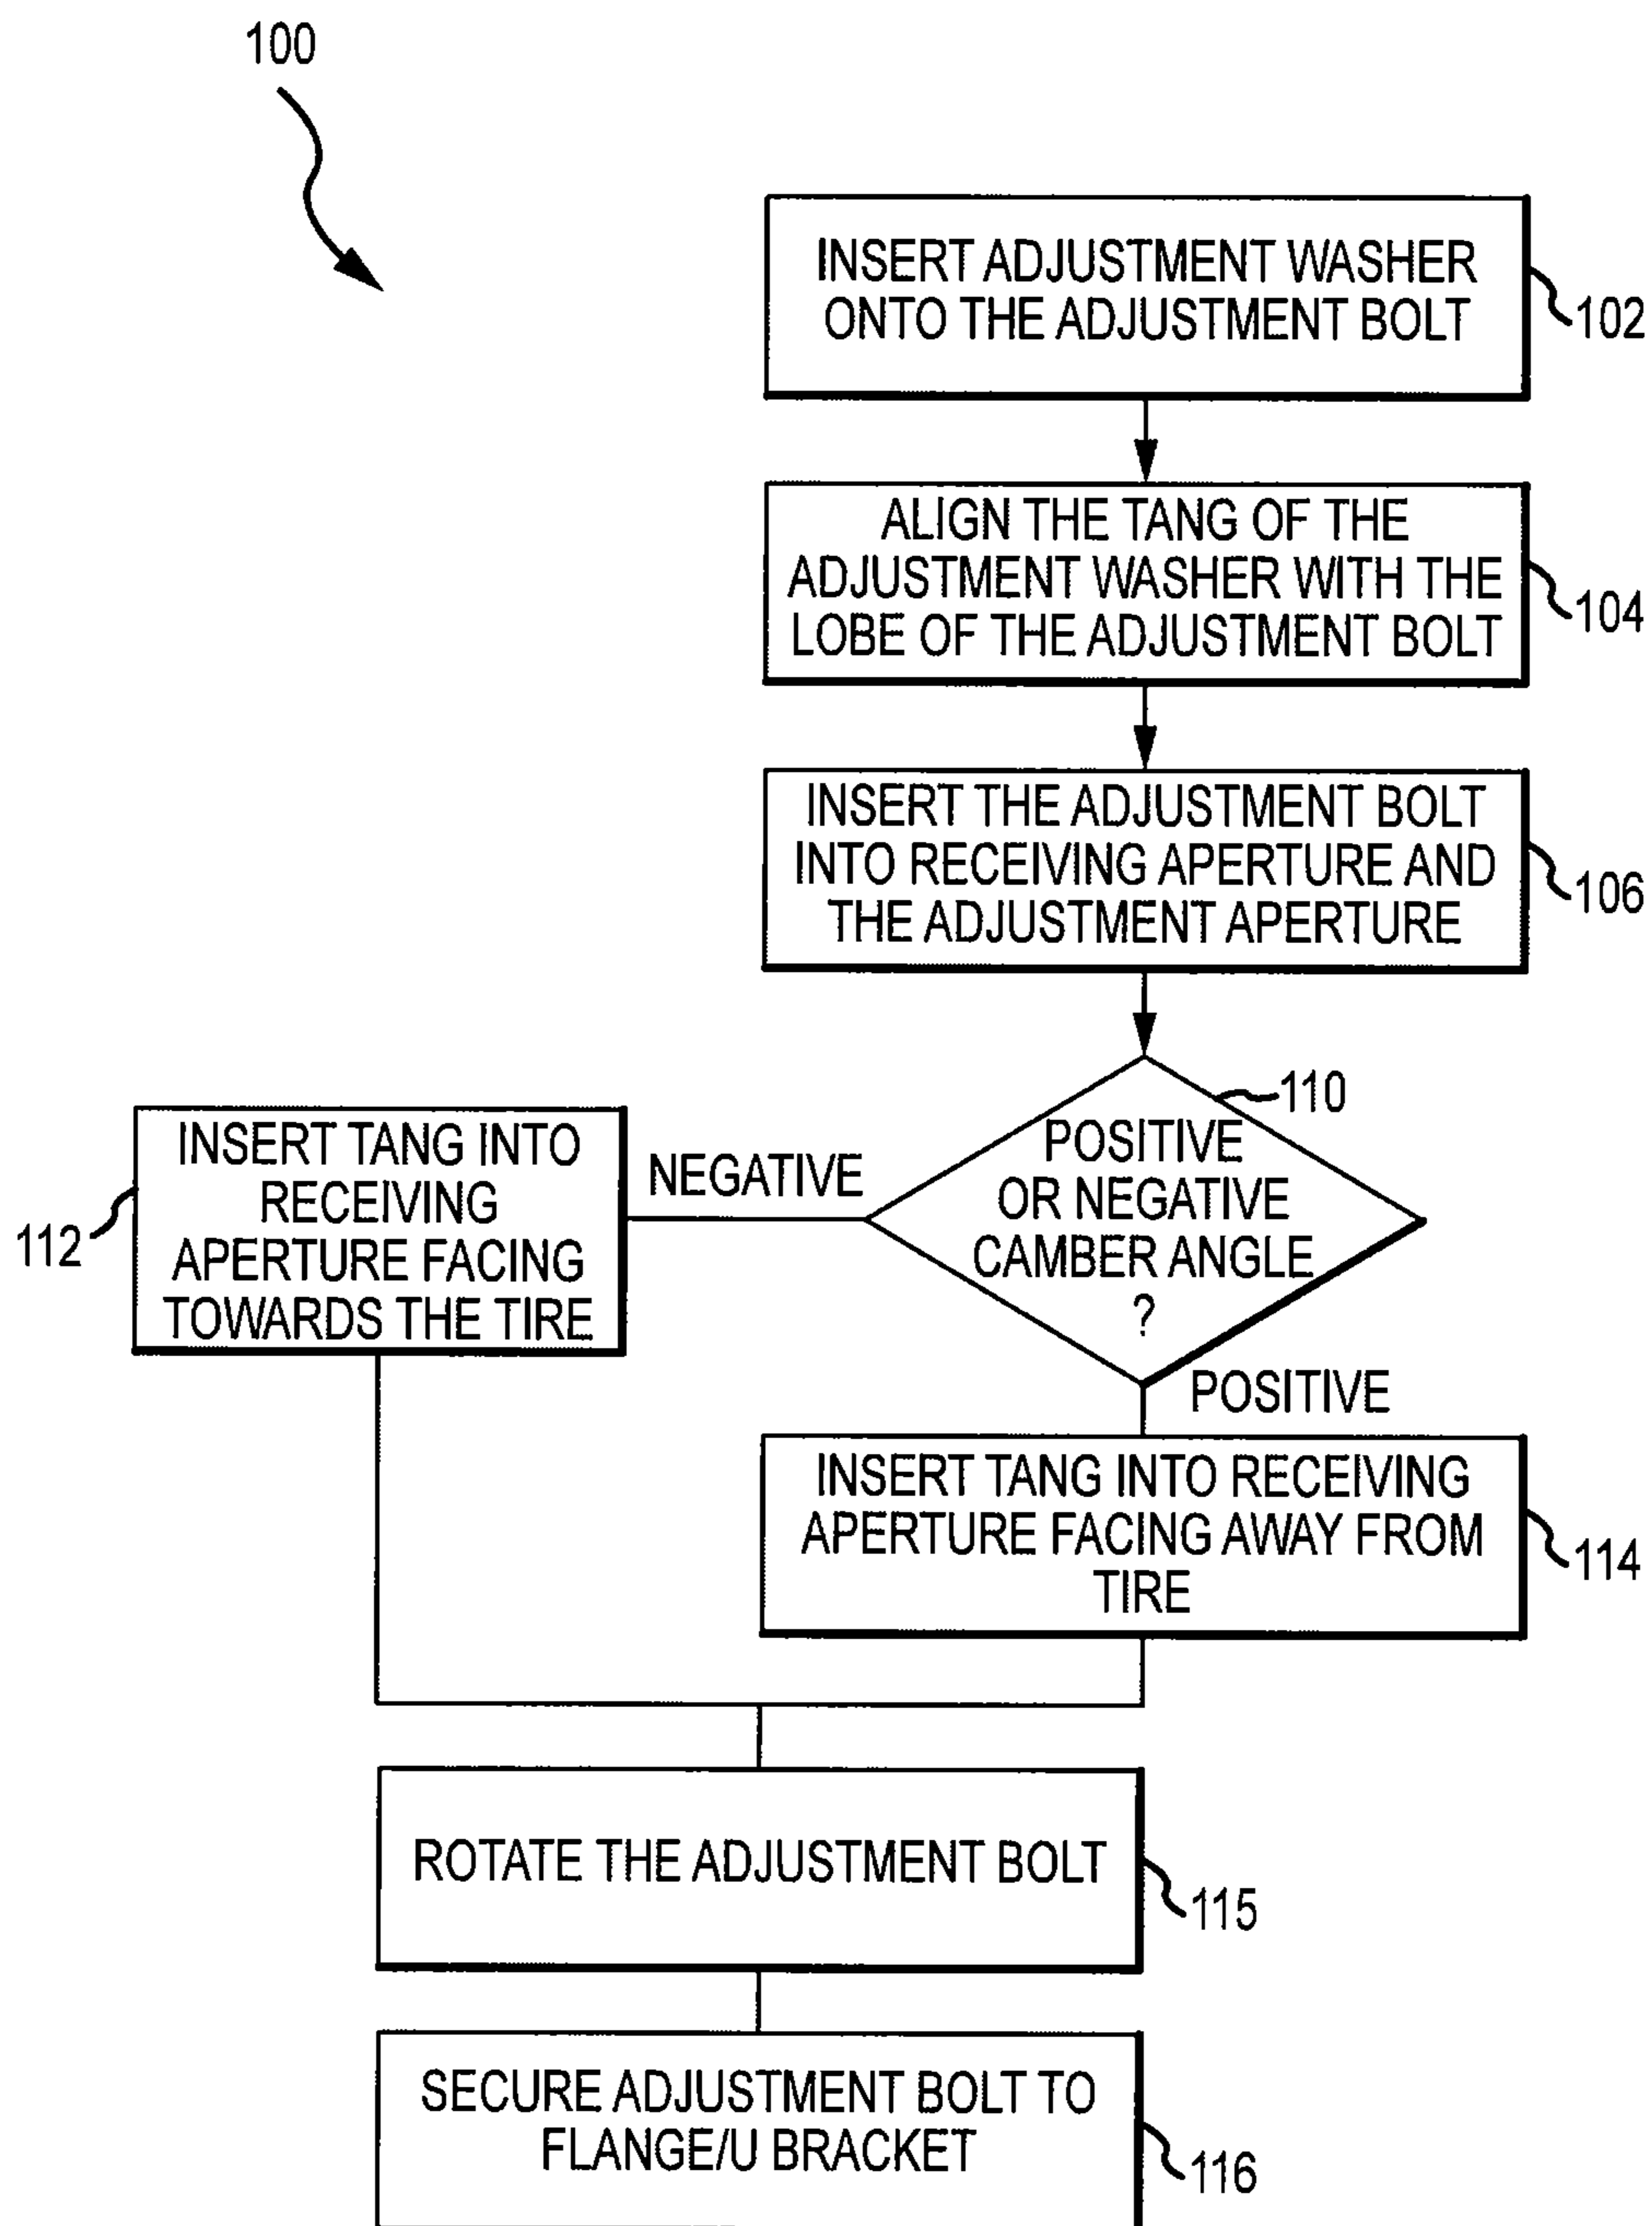 100
INSERT ADJUSTMENT WASHER
ONTO THE ADJUSTMENT BOLT
102
ALIGN THE TANG OF THE
ADJUSTMENT WASHER WITH THE
LOBE OF THE ADJUSTMENT BOLT
104
INSERT THE ADJUSTMENT BOLT
INTO RECEIVING APERTURE AND
THE ADJUSTMENT APERTURE
106
110
POSITIVE
OR NEGATIVE
CAMBER ANGLE
?
NEGATIVE
INSERT TANG INTO
RECEIVING
APERTURE FACING
TOWARDS THE TIRE
112
POSITIVE
INSERT TANG INTO RECEIVING
APERTURE FACING AWAY FROM
TIRE
114
ROTATE THE ADJUSTMENT BOLT
115
SECURE ADJUSTMENT BOLT TO
FLANGE/U BRACKET
116